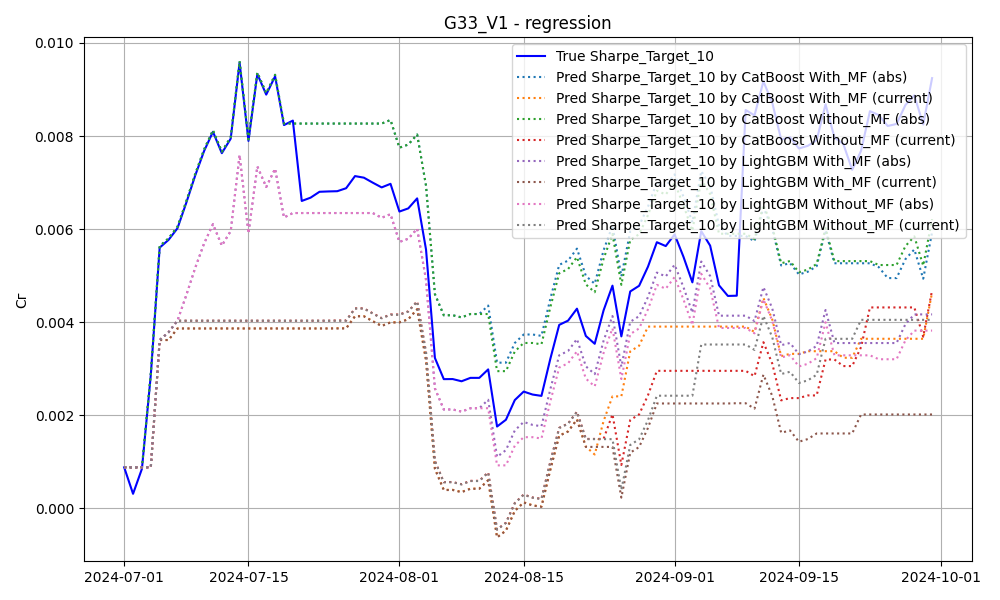 G33_V1 - regression
0.010
0.008
0.006
0.004
0.002
0.000
Cr
True Sharpe_Target_10
Pred Sharpe_Target_10 by CatBoost With_MF (abs)
Pred Sharpe_Target_10 by CatBoost With_MF (current)
Pred Sharpe_Target_10 by CatBoost Without_MF (abs)
Pred Sharpe_Target_10 by CatBoost Without_MF (current)
Pred Sharpe_Target_10 by LightGBM With_MF (abs)
Pred Sharpe_Target_10 by LightGBM With_MF (current)
Pred Sharpe_Target_10 by LightGBM Without_MF (abs)
Pred Sharpe_Target_10 by LightGBM Without_MF (current)
2024-07-01 2024-07-15 2024-08-01 2024-08-15 2024-09-01 2024-09-15 2024-10-01